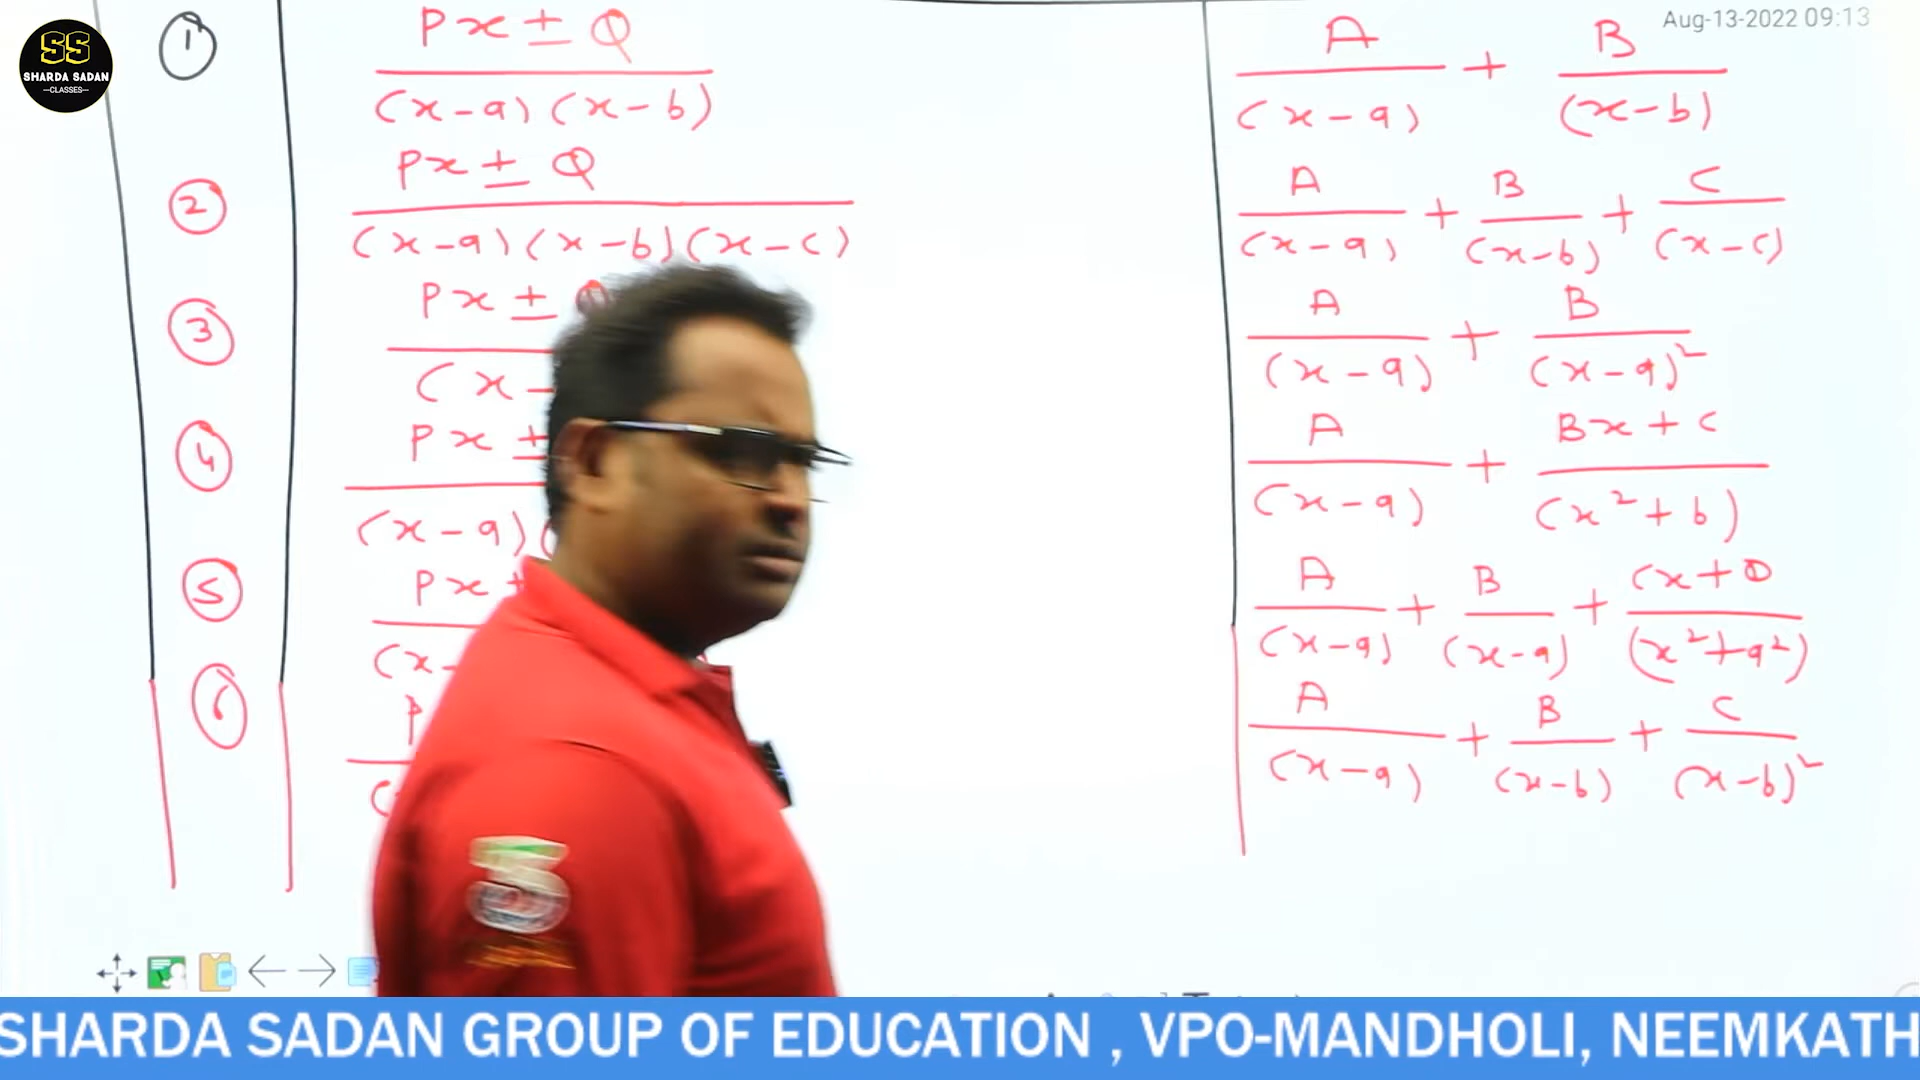 SS
SHARDA SADAN
—CLASSES—
Aug-13-2022 09:13
① Px ± Q / (x-a)(x-b) A/(x-a) + B/(x-b)
② Px ± Q / (x-a)(x-b)(x-c) A/(x-a) + B/(x-b) + C/(x-c)
③ Px ± / (x- A/(x-a) + B/(x-a)²
④ Px ± / (x-a)( A/(x-a) + Bx+C/(x²+b)
⑤ Px / (x- A/(x-a) + B/(x-a) + Cx+D/(x²+a²)
⑥ P / ( A/(x-a) + B/(x-b) + C/(x-b)²
SHARDA SADAN GROUP OF EDUCATION , VPO-MANDHOLI, NEEMKATH